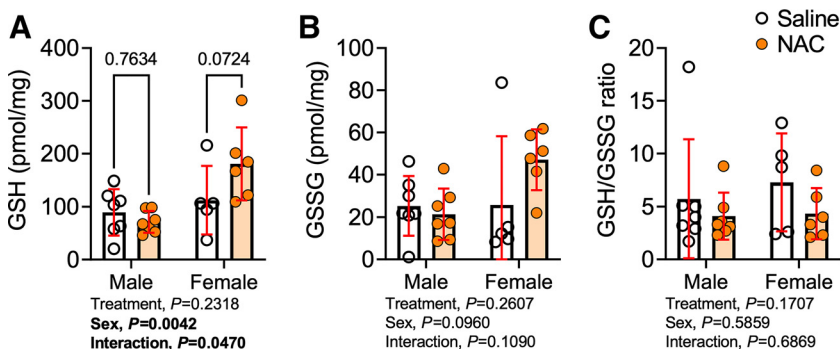 A
GSH (pmol/mg)
400
300
200
100
0
0.7634
0.0724
Male
Female
Treatment, P=0.2318
Sex, P=0.0042
Interaction, P=0.0470
B
GSSG (pmol/mg)
100
80
60
40
20
0
Male
Female
Treatment, P=0.2607
Sex, P=0.0960
Interaction, P=0.1090
C
Saline
NAC
GSH/GSSG ratio
20
15
10
5
0
Male
Female
Treatment, P=0.1707
Sex, P=0.5859
Interaction, P=0.6869